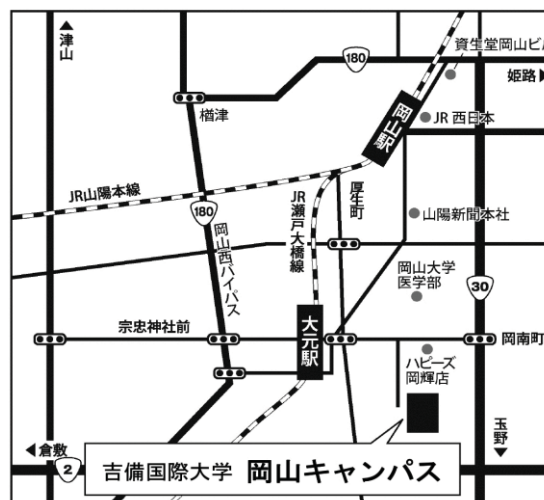 ▲津山
180
資生堂岡山ビル
姫路▶
楢津
岡山駅
JR 西日本
JR山陽本線
180
岡山西バイパス
JR瀬戸大橋線
厚生町
山陽新聞本社
岡山大学
医学部
30
宗忠神社前
大元駅
岡南町
ハピーズ
岡輝店
◀倉敷
2
玉野▼
吉備国際大学 岡山キャンパス